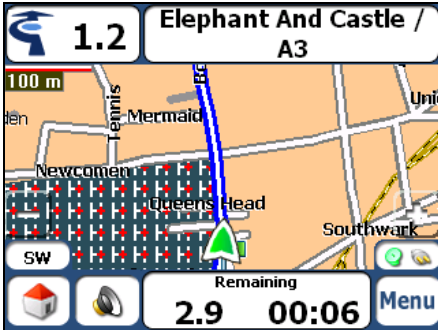 1.2
Elephant And Castle /
A3
100 m
Tennis
Mermaid
Newcomen
Queens Head
Southwark
SW
Remaining
2.9 00:06
Menu